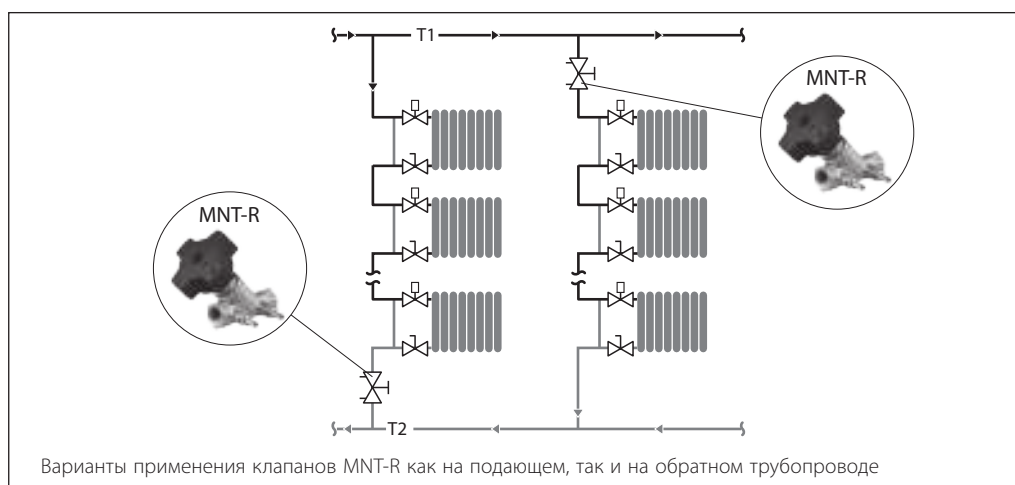 T1
MNT-R
MNT-R
T2
Варианты применения клапанов MNT-R как на подающем, так и на обратном трубопроводе